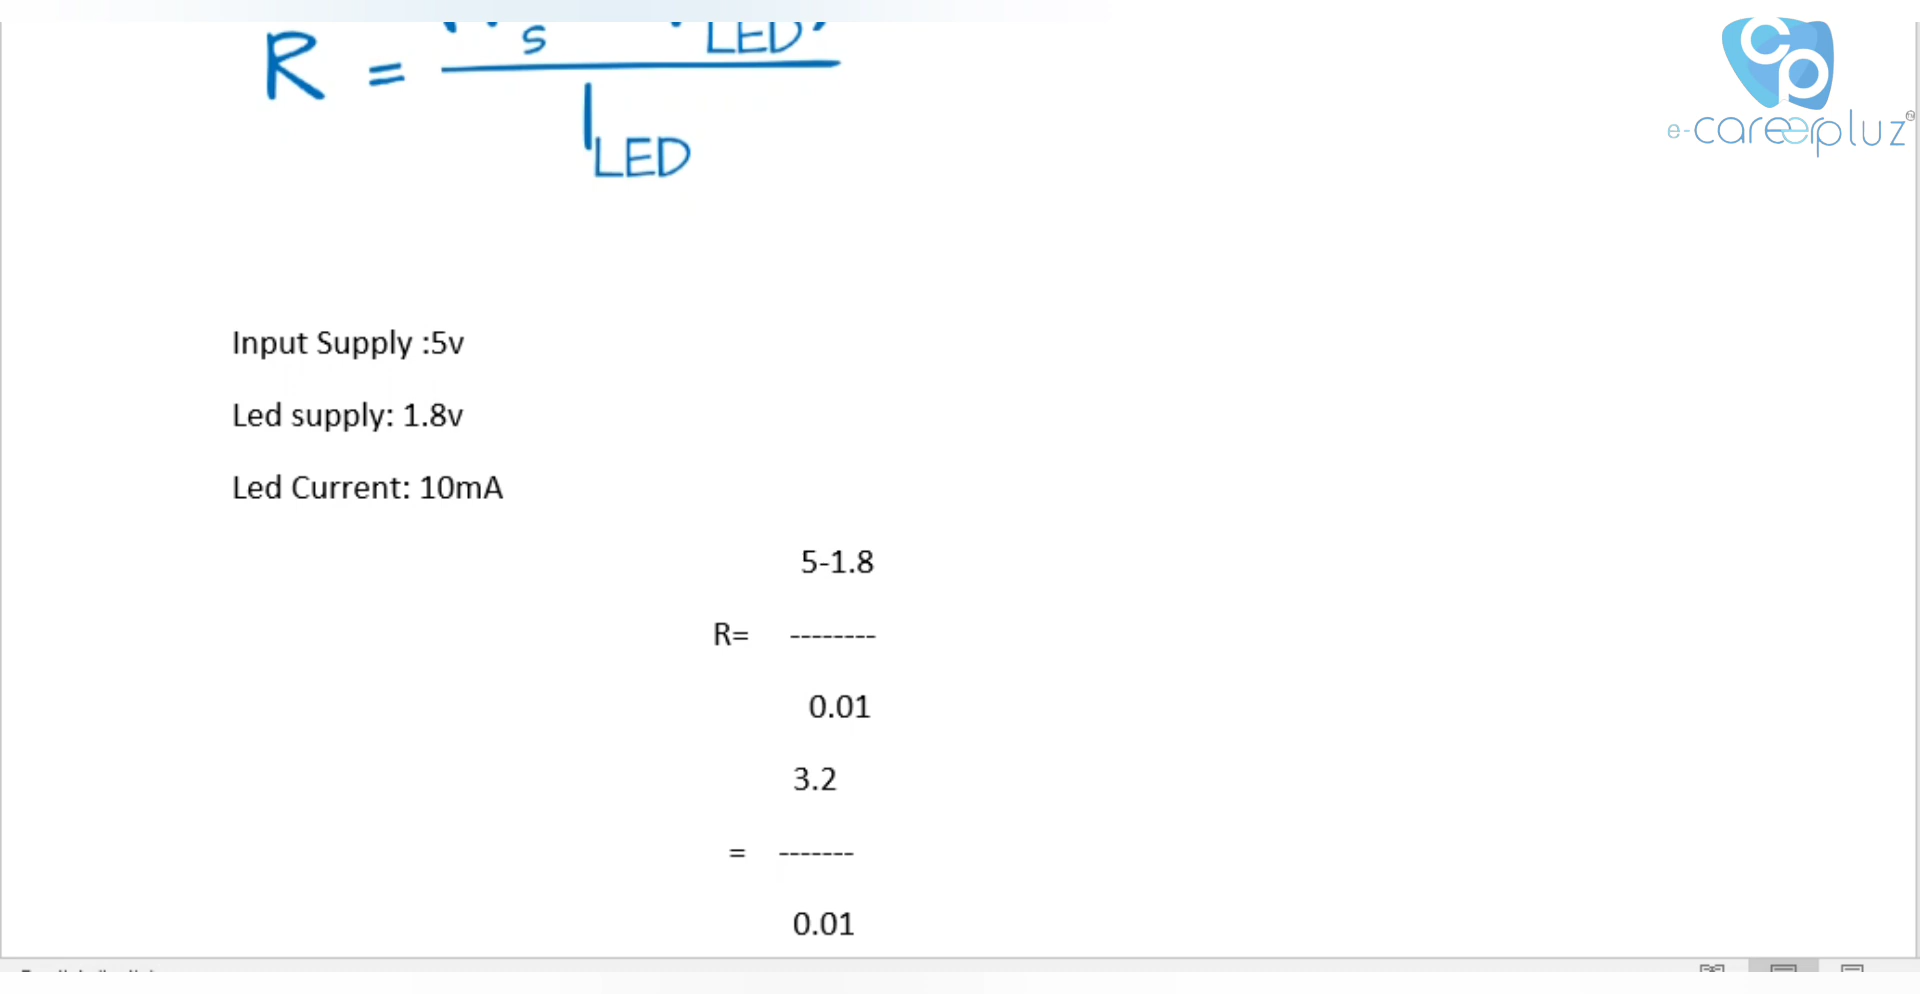 R = S LED
I LED
Input Supply :5v
Led supply: 1.8v
Led Current: 10mA
5-1.8
R= --------
0.01
3.2
= -------
0.01
cp
e-careerpluz